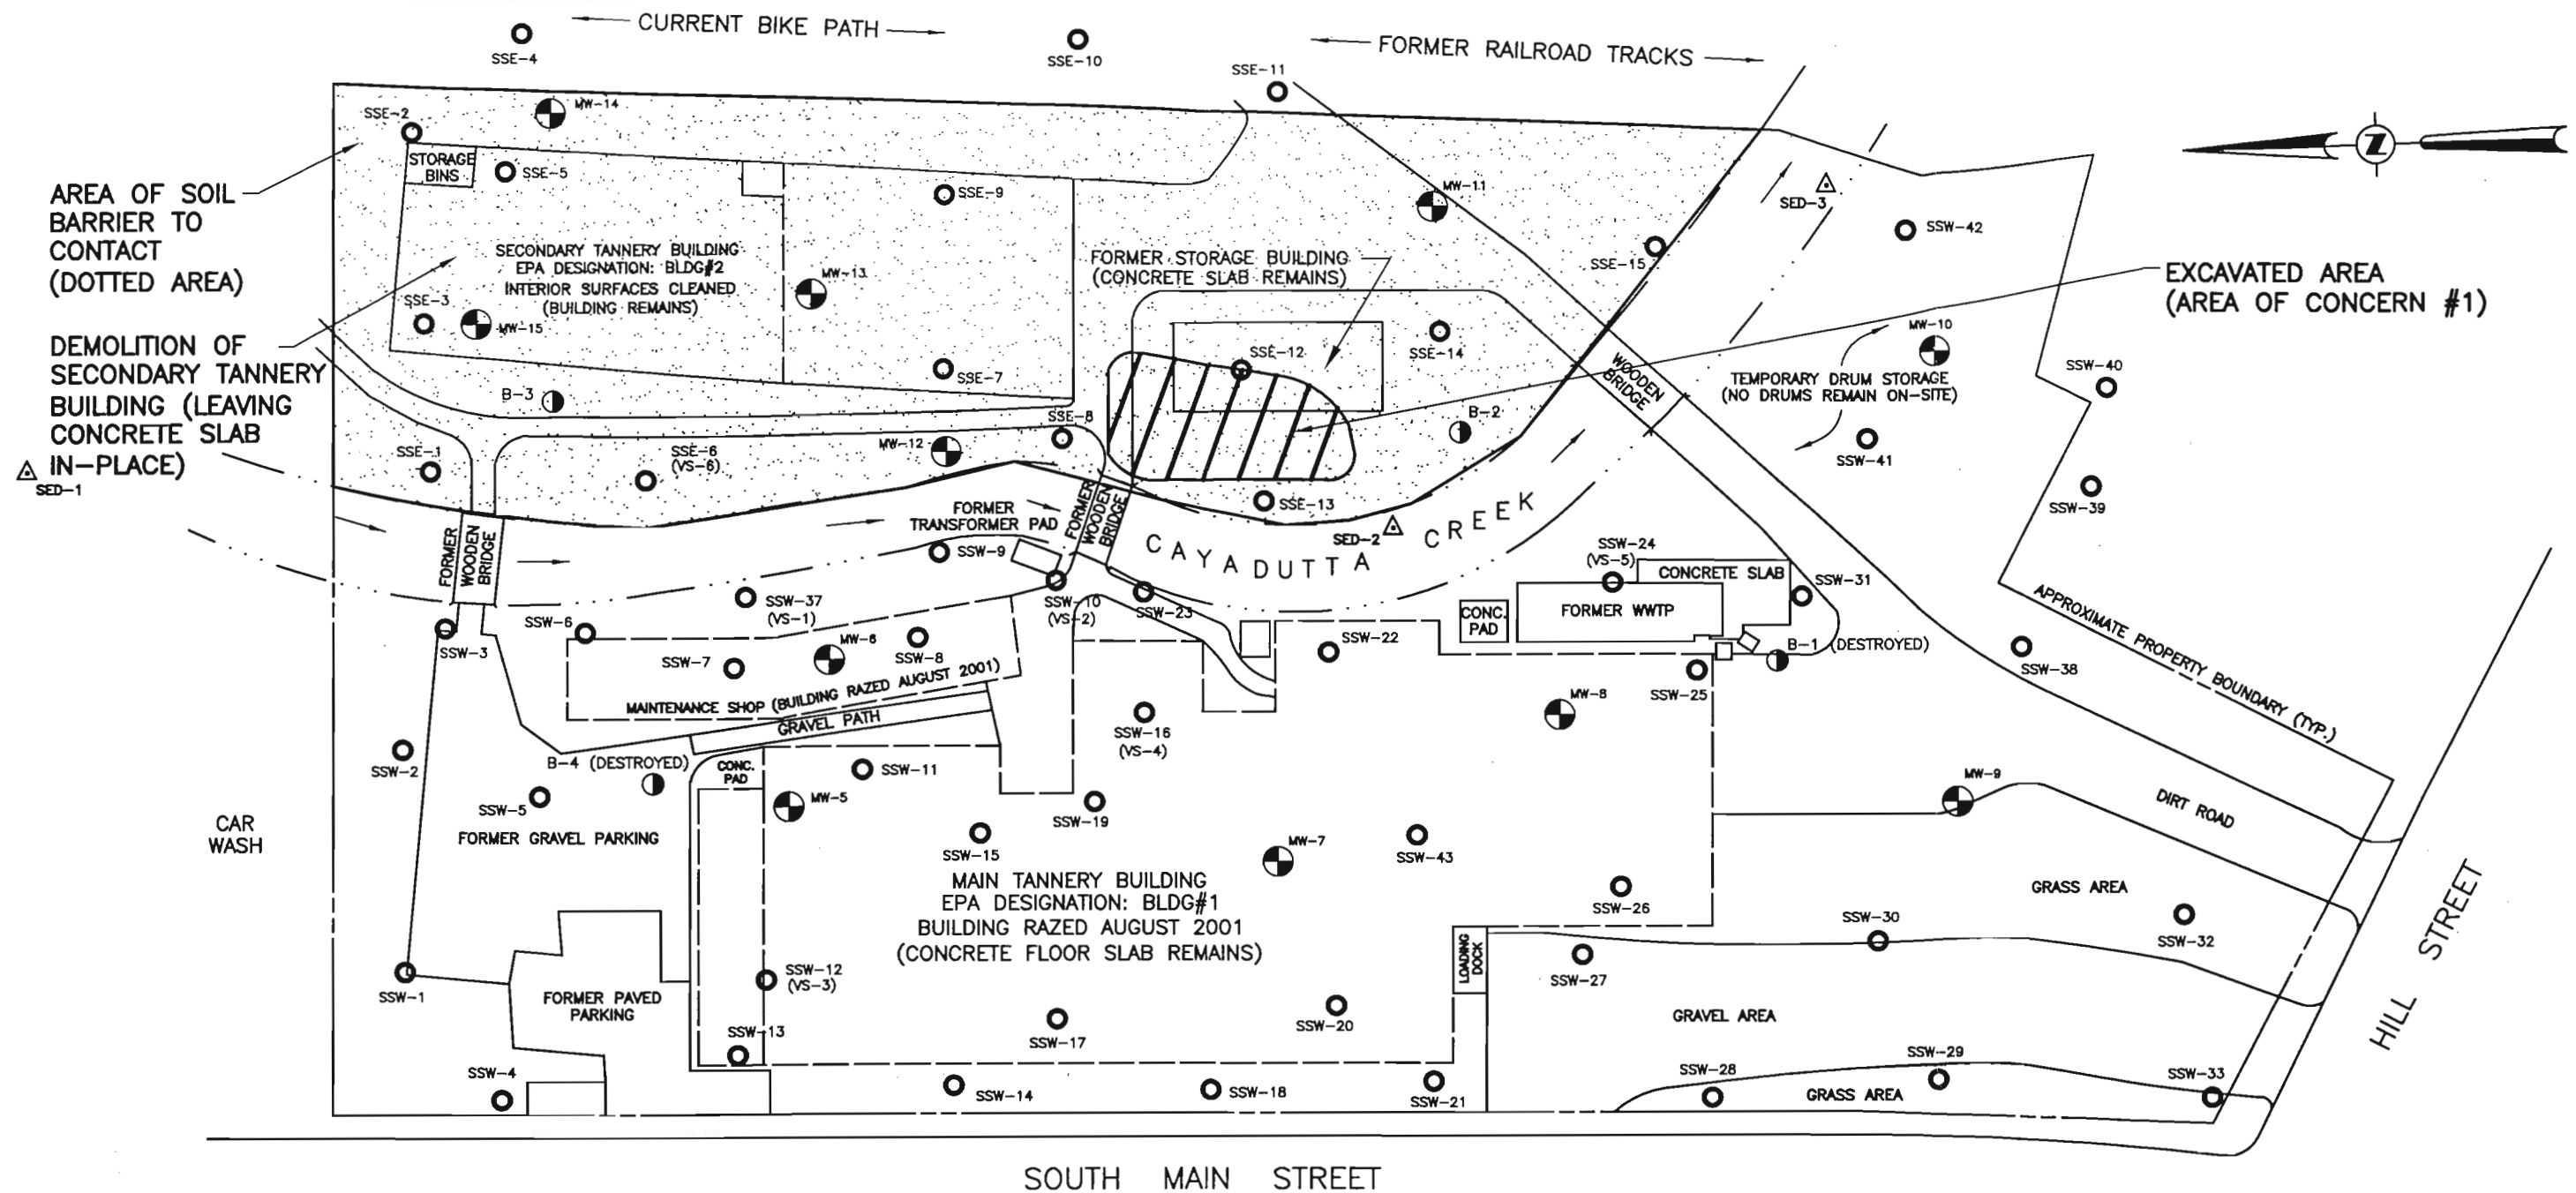 CURRENT BIKE PATH
FORMER RAILROAD TRACKS
SSE-4
SSE-10
SSE-11
SSE-2
MW-14
STORAGE
BINS
SSE-5
SSE-9
MW-11
SED-3
SSW-42
Z
AREA OF SOIL
BARRIER TO
CONTACT
(DOTTED AREA)
SECONDARY TANNERY BUILDING
EPA DESIGNATION: BLDG#2
INTERIOR SURFACES CLEANED
(BUILDING REMAINS)
MW-13
FORMER STORAGE BUILDING
(CONCRETE SLAB REMAINS)
SSE-15
EXCAVATED AREA
(AREA OF CONCERN #1)
SSE-3
MW-15
DEMOLITION OF
SECONDARY TANNERY
BUILDING (LEAVING
CONCRETE SLAB
IN-PLACE)
SED-1
SSE-7
SSE-12
SSE-14
WOODEN
BRIDGE
MW-10
TEMPORARY DRUM STORAGE
(NO DRUMS REMAIN ON-SITE)
SSW-40
B-3
SSE-8
B-2
SSW-41
SSE-1
SSE-6
(VS-6)
MW-12
SSE-13
SSW-39
FORMER
TRANSFORMER PAD
FORMER
WOODEN
BRIDGE
SED-2
CAYADUTTA CREEK
FORMER
WOODEN
BRIDGE
SSW-9
SSW-24
(VS-5)
CONCRETE SLAB
SSW-31
SSW-37
(VS-1)
SSW-10
(VS-2)
SSW-23
CONC.
PAD
FORMER WWTP
APPROXIMATE PROPERTY BOUNDARY (TYP.)
SSW-3
SSW-6
SSW-7
MW-6
SSW-8
SSW-22
B-1 (DESTROYED)
SSW-25
SSW-38
MAINTENANCE SHOP (BUILDING RAZED AUGUST 2001)
GRAVEL PATH
SSW-16
(VS-4)
MW-8
SSW-2
B-4 (DESTROYED)
CONC.
PAD
SSW-11
MW-9
SSW-5
MW-5
DIRT ROAD
CAR
WASH
FORMER GRAVEL PARKING
SSW-19
SSW-15
MW-7
SSW-43
MAIN TANNERY BUILDING
EPA DESIGNATION: BLDG#1
BUILDING RAZED AUGUST 2001
(CONCRETE FLOOR SLAB REMAINS)
SSW-26
GRASS AREA
SSW-30
SSW-32
HILL STREET
LOADING
DOCK
SSW-27
SSW-1
SSW-12
(VS-3)
FORMER PAVED
PARKING
SSW-13
SSW-17
SSW-20
GRAVEL AREA
SSW-4
SSW-14
SSW-18
SSW-21
SSW-28
SSW-29
GRASS AREA
SSW-33
SOUTH MAIN STREET